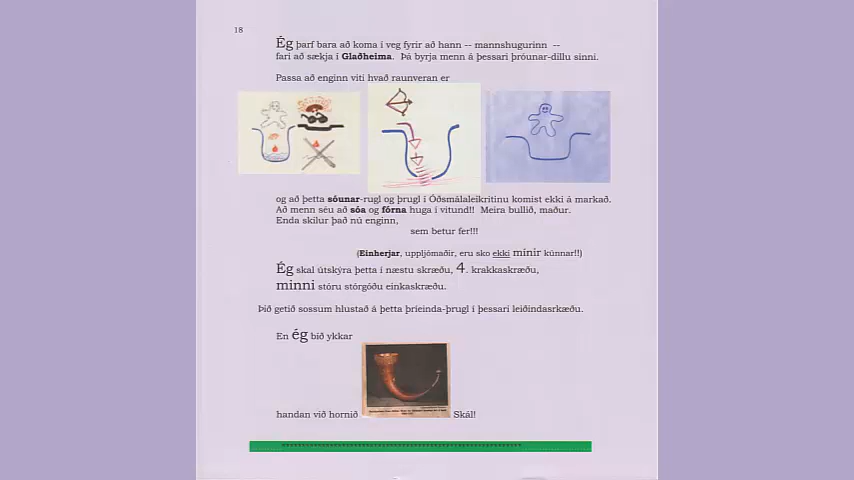 18
Ég þarf bara að koma í veg fyrir að hann -- mannshugurinn --
fari að sækja í Glaðheima. Þá byrja menn á þessari þróunar-dillu sinni.
Passa að enginn viti hvað raunveran er
og að þetta sóunar-rugl og þrugl í Óðsmálaleikritinu komist ekki á markað.
Að menn séu að sóa og fórna huga í vitund!! Meira bullið, maður.
Enda skilur það nú enginn,
sem betur fer!!!
(Einherjar, uppljómaðir, eru sko ekki mínir kúnnar!!)
Ég skal útskýra þetta í næstu skræðu, 4. krakkaskræðu,
minni stóru stórgóðu einkaskræðu.
Þið getið sossum hlustað á þetta þríeinda-þrugl í þessari leiðindasrkæðu.
En ég bíð ykkar
handan við hornið Skál!